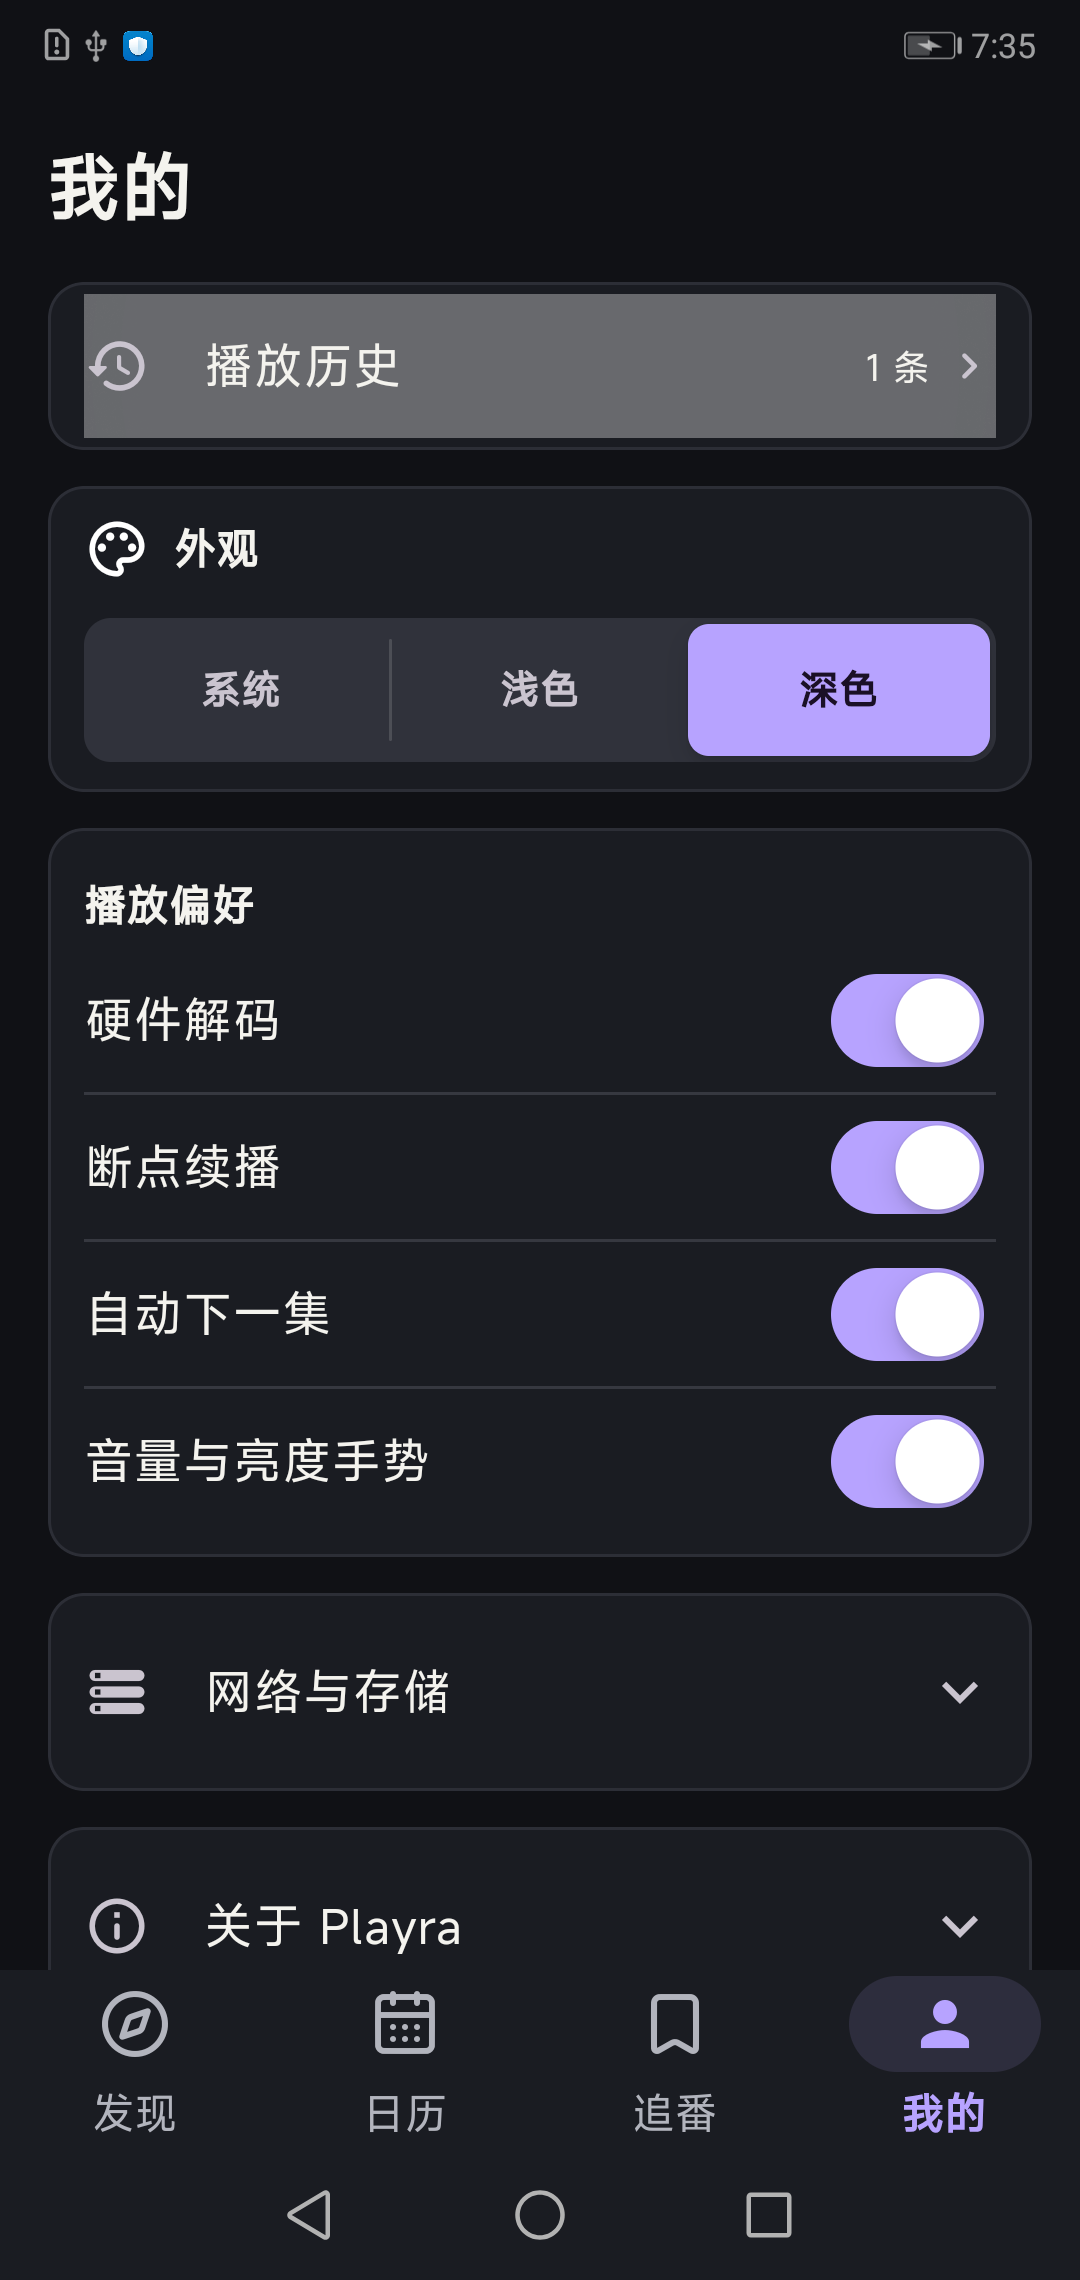 7:35
我的
播放历史 1 条
外观
系统 浅色 深色
播放偏好
硬件解码
断点续播
自动下一集
音量与亮度手势
网络与存储
关于 Playra
发现 日历 追番 我的